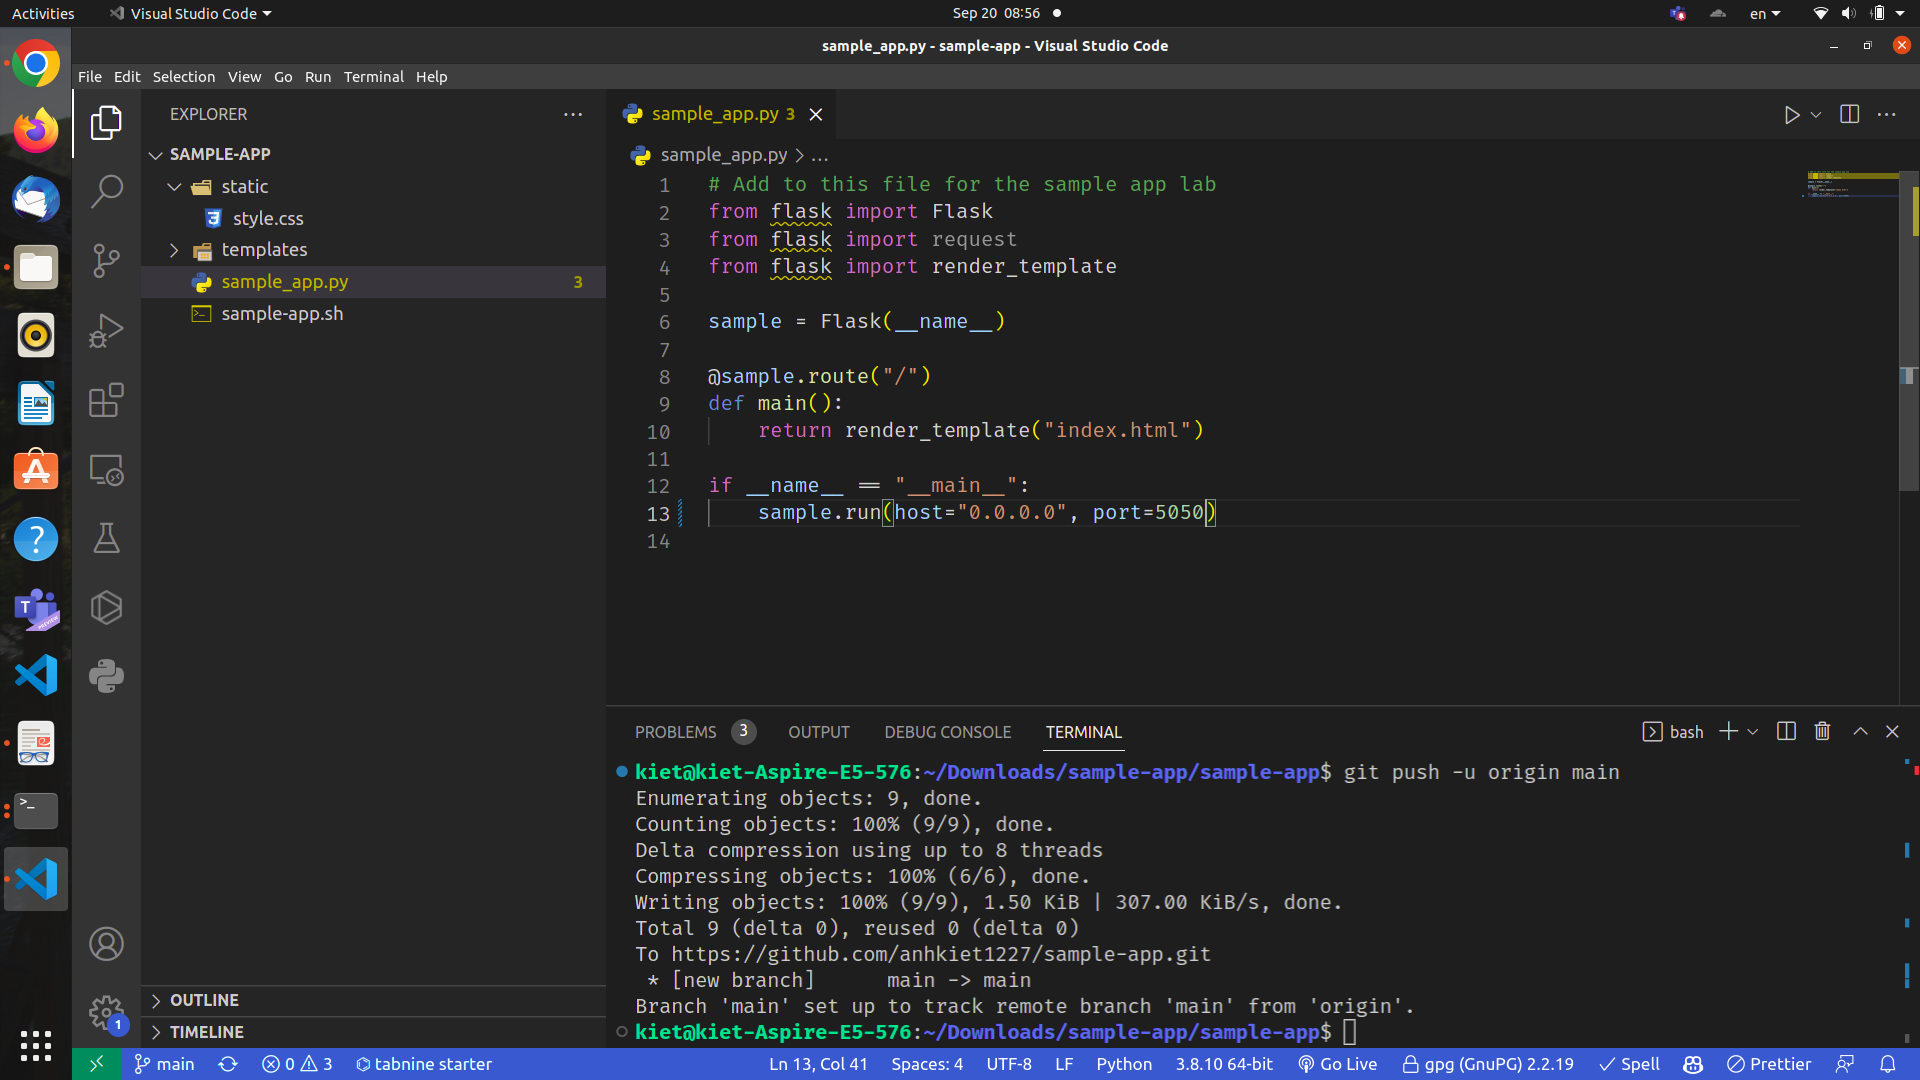 Activities
Visual Studio Code
Sep 20 08:56
en
sample_app.py - sample-app - Visual Studio Code
File Edit Selection View Go Run Terminal Help
EXPLORER
SAMPLE-APP
static
style.css
templates
sample_app.py 3
sample-app.sh
OUTLINE
TIMELINE
1
sample_app.py 3
sample_app.py > ...
1 # Add to this file for the sample app lab
2 from flask import Flask
3 from flask import request
4 from flask import render_template
5
6 sample = Flask(__name__)
7
8 @sample.route("/")
9 def main():
10 return render_template("index.html")
11
12 if __name__ == "__main__":
13 sample.run(host="0.0.0.0", port=5050)
14
PROBLEMS 3 OUTPUT DEBUG CONSOLE TERMINAL
bash
kiet@kiet-Aspire-E5-576:~/Downloads/sample-app/sample-app$ git push -u origin main
Enumerating objects: 9, done.
Counting objects: 100% (9/9), done.
Delta compression using up to 8 threads
Compressing objects: 100% (6/6), done.
Writing objects: 100% (9/9), 1.50 KiB | 307.00 KiB/s, done.
Total 9 (delta 0), reused 0 (delta 0)
To https://github.com/anhkiet1227/sample-app.git
* [new branch] main -> main
Branch 'main' set up to track remote branch 'main' from 'origin'.
kiet@kiet-Aspire-E5-576:~/Downloads/sample-app/sample-app$
main 0 3 tabnine starter Ln 13, Col 41 Spaces: 4 UTF-8 LF Python 3.8.10 64-bit Go Live gpg (GnuPG) 2.2.19 Spell Prettier